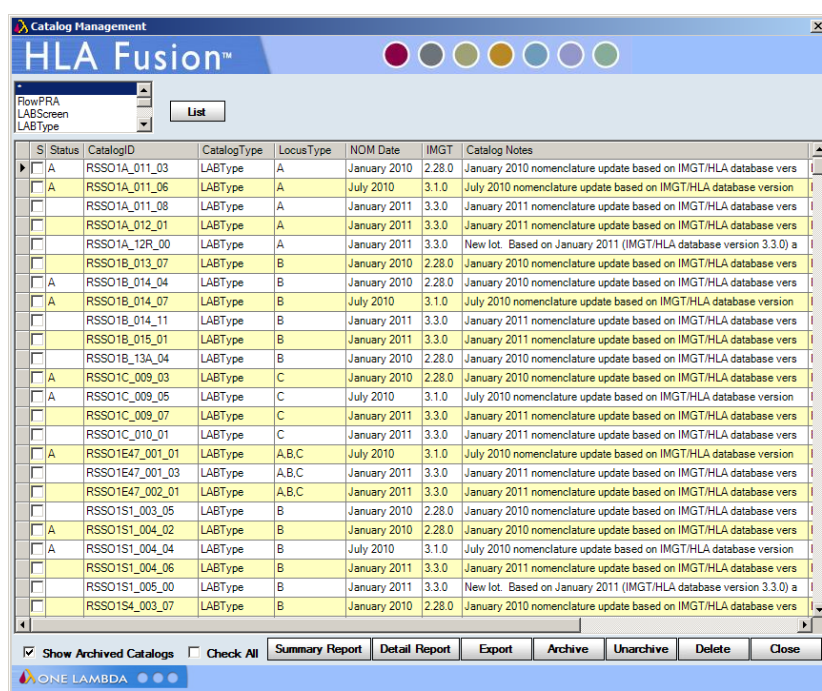 Catalog Management
HLA Fusion™
*
FlowPRA
LABScreen
LABType
List
S Status CatalogID CatalogType LocusType NOM Date IMGT Catalog Notes
A RSSO1A_011_03 LABType A January 2010 2.28.0 January 2010 nomenclature update based on IMGT/HLA database vers
A RSSO1A_011_06 LABType A July 2010 3.1.0 July 2010 nomenclature update based on IMGT/HLA database version
RSSO1A_011_08 LABType A January 2011 3.3.0 January 2011 nomenclature update based on IMGT/HLA database vers
RSSO1A_012_01 LABType A January 2011 3.3.0 January 2011 nomenclature update based on IMGT/HLA database vers
RSSO1A_12R_00 LABType A January 2011 3.3.0 New lot. Based on January 2011 (IMGT/HLA database version 3.3.0) a
RSSO1B_013_07 LABType B January 2010 2.28.0 January 2010 nomenclature update based on IMGT/HLA database vers
A RSSO1B_014_04 LABType B January 2010 2.28.0 January 2010 nomenclature update based on IMGT/HLA database vers
A RSSO1B_014_07 LABType B July 2010 3.1.0 July 2010 nomenclature update based on IMGT/HLA database version
RSSO1B_014_11 LABType B January 2011 3.3.0 January 2011 nomenclature update based on IMGT/HLA database vers
RSSO1B_015_01 LABType B January 2011 3.3.0 January 2011 nomenclature update based on IMGT/HLA database vers
RSSO1B_13A_04 LABType B January 2010 2.28.0 January 2010 nomenclature update based on IMGT/HLA database vers
A RSSO1C_009_03 LABType C January 2010 2.28.0 January 2010 nomenclature update based on IMGT/HLA database vers
A RSSO1C_009_05 LABType C July 2010 3.1.0 July 2010 nomenclature update based on IMGT/HLA database version
RSSO1C_009_07 LABType C January 2011 3.3.0 January 2011 nomenclature update based on IMGT/HLA database vers
RSSO1C_010_01 LABType C January 2011 3.3.0 January 2011 nomenclature update based on IMGT/HLA database vers
A RSSO1E47_001_01 LABType A,B,C July 2010 3.1.0 July 2010 nomenclature update based on IMGT/HLA database version
RSSO1E47_001_03 LABType A,B,C January 2011 3.3.0 January 2011 nomenclature update based on IMGT/HLA database vers
RSSO1E47_002_01 LABType A,B,C January 2011 3.3.0 January 2011 nomenclature update based on IMGT/HLA database vers
RSSO1S1_003_05 LABType B January 2010 2.28.0 January 2010 nomenclature update based on IMGT/HLA database vers
A RSSO1S1_004_02 LABType B January 2010 2.28.0 January 2010 nomenclature update based on IMGT/HLA database vers
A RSSO1S1_004_04 LABType B July 2010 3.1.0 July 2010 nomenclature update based on IMGT/HLA database version
RSSO1S1_004_06 LABType B January 2011 3.3.0 January 2011 nomenclature update based on IMGT/HLA database vers
RSSO1S1_005_00 LABType B January 2011 3.3.0 New lot. Based on January 2011 (IMGT/HLA database version 3.3.0) a
RSSO1S4_003_07 LABType B January 2010 2.28.0 January 2010 nomenclature update based on IMGT/HLA database vers
Show Archived Catalogs Check All Summary Report Detail Report Export Archive Unarchive Delete Close
ONE LAMBDA